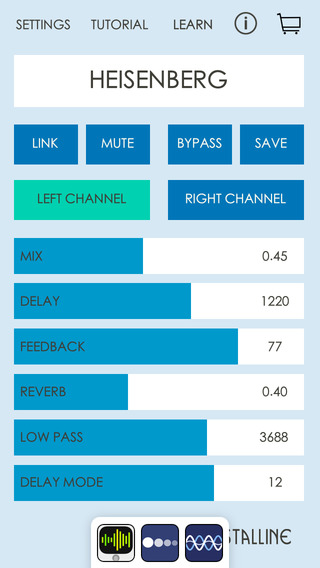 SETTINGS TUTORIAL LEARN
HEISENBERG
LINK MUTE BYPASS SAVE
LEFT CHANNEL RIGHT CHANNEL
MIX 0.45
DELAY 1220
FEEDBACK 77
REVERB 0.40
LOW PASS 3688
DELAY MODE 12
STALLINE